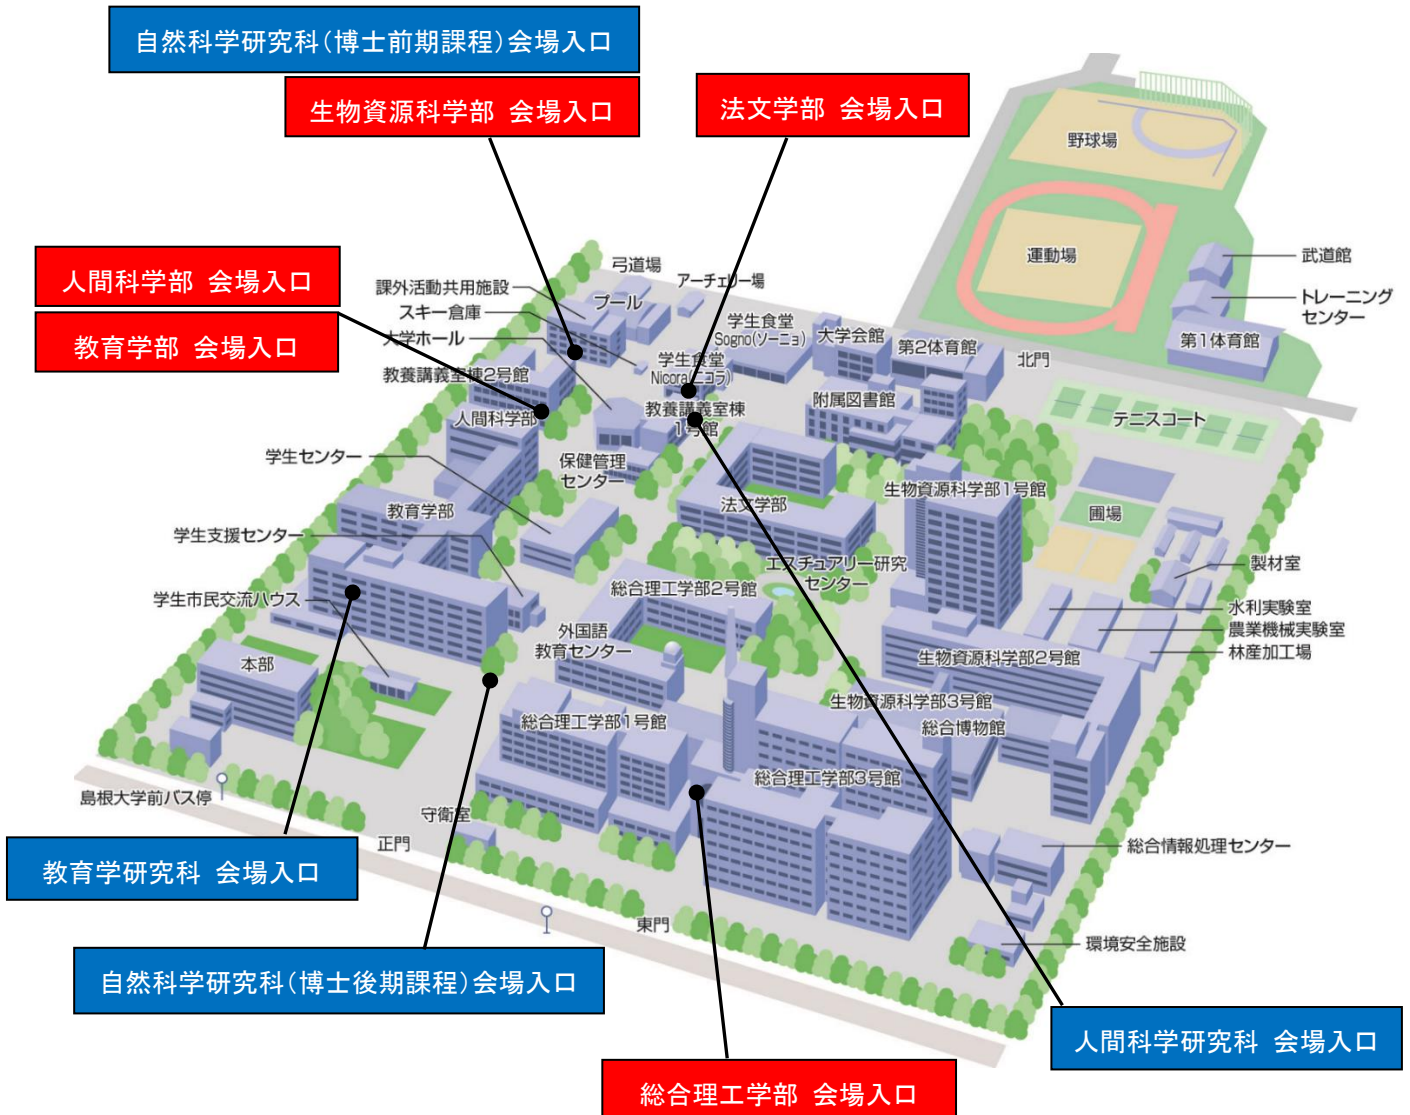 自然科学研究科(博士前期課程)会場入口
生物資源科学部 会場入口
法文学部 会場入口
野球場
運動場
武道館
トレーニング
センター
第1体育館
人間科学部 会場入口
教育学部 会場入口
弓道場
アーチェリー場
課外活動共用施設
プール
スキー倉庫
大学ホール
学生食堂
Sogno(ソーニョ)
大学会館
第2体育館
北門
学生食堂
Nicora(ニコラ)
教養講義室棟2号館
附属図書館
教養講義室棟
1号館
テニスコート
人間科学部
学生センター
保健管理
センター
生物資源科学部1号館
法文学部
教育学部
圃場
学生支援センター
エスチュアリー研究
センター
製材室
総合理工学部2号館
学生市民交流ハウス
水利実験室
農業機械実験室
林産加工場
外国語
教育センター
本部
生物資源科学部2号館
生物資源科学部3号館
総合理工学部1号館
総合博物館
総合理工学部3号館
島根大学前バス停
守衛室
正門
総合情報処理センター
教育学研究科 会場入口
東門
環境安全施設
自然科学研究科(博士後期課程)会場入口
人間科学研究科 会場入口
総合理工学部 会場入口